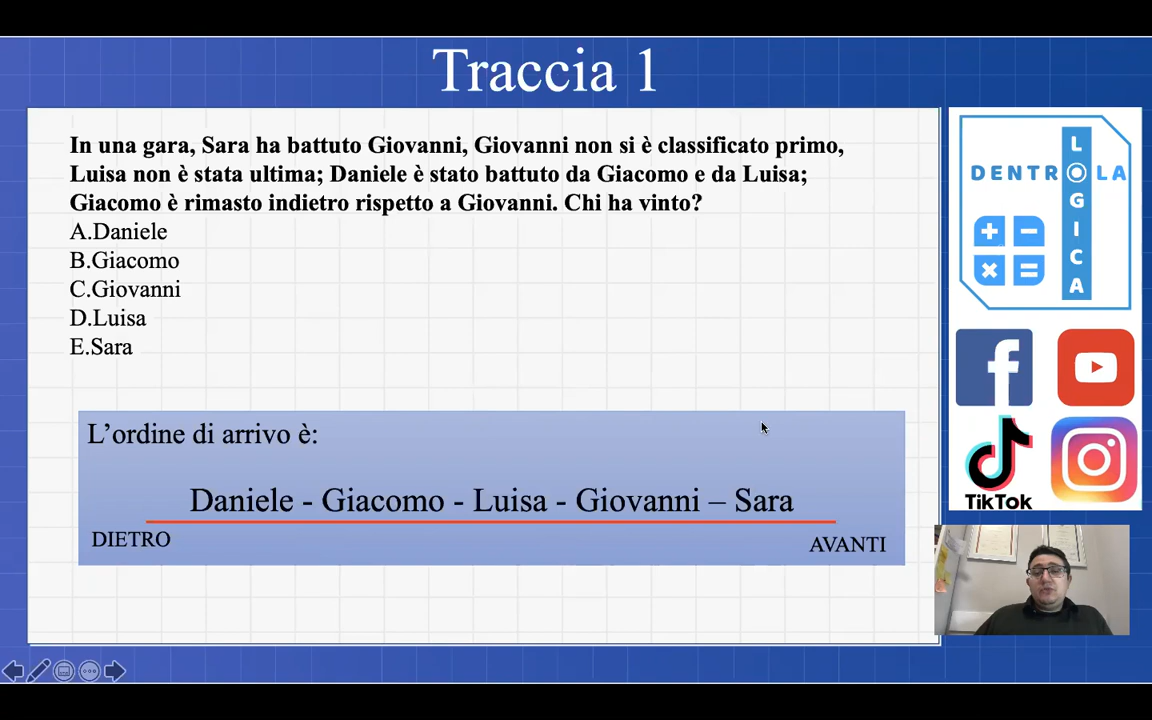 Traccia 1
In una gara, Sara ha battuto Giovanni, Giovanni non si è classificato primo,
Luisa non è stata ultima; Daniele è stato battuto da Giacomo e da Luisa;
Giacomo è rimasto indietro rispetto a Giovanni. Chi ha vinto?
A.Daniele
B.Giacomo
C.Giovanni
D.Luisa
E.Sara
L'ordine di arrivo è:
Daniele - Giacomo - Luisa - Giovanni – Sara
DIETRO
AVANTI
DENTRO LA
LOGICA
TikTok